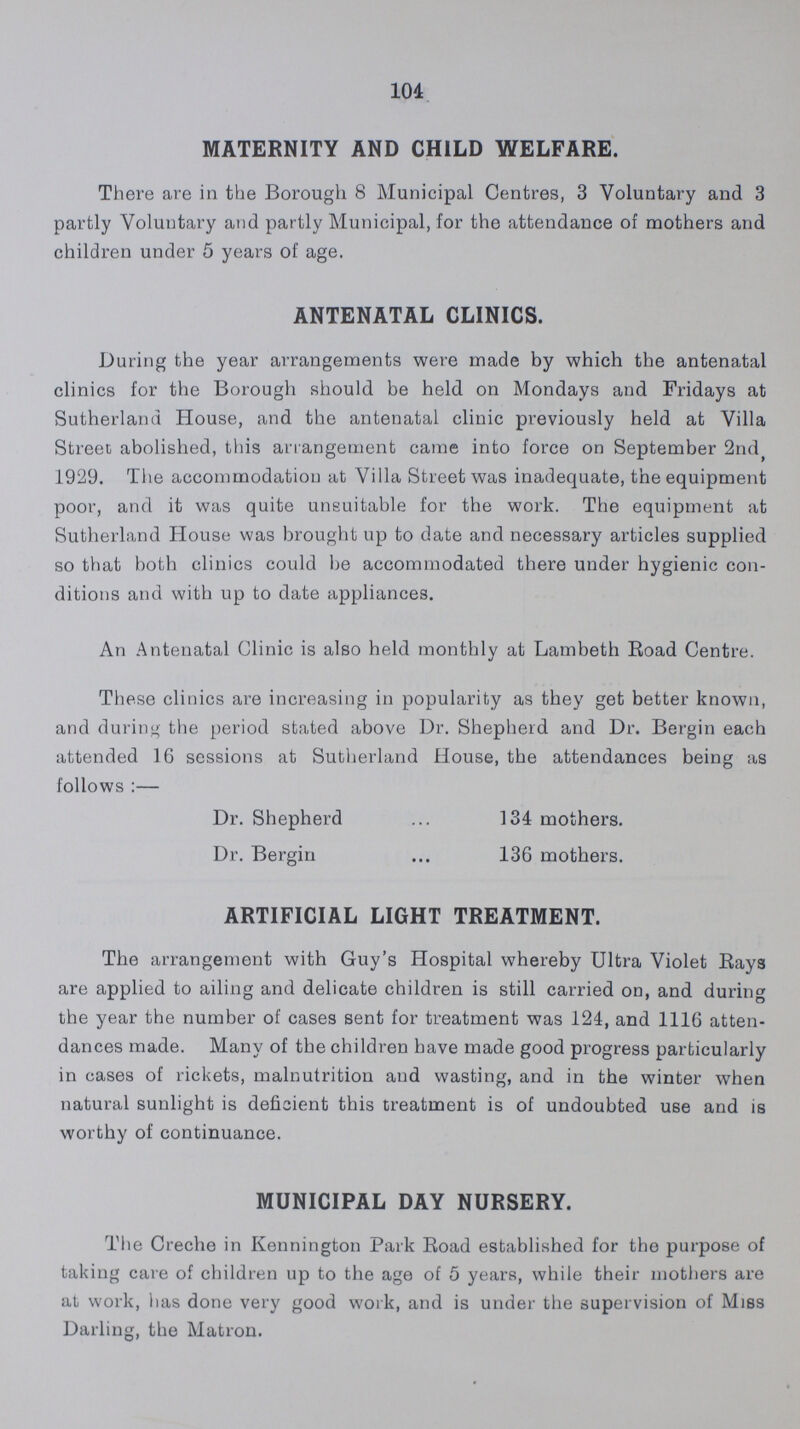 104
MATERNITY AND CHILD WELFARE.
There are in the Borough 8 Municipal Centres, 3 Voluntary and 3
partly Voluntary and partly Municipal, for the attendance of mothers and
children under 5 years of age.
ANTENATAL CLINICS.
During the year arrangements were made by which the antenatal
clinics for the Borough should be held on Mondays and Fridays at
Sutherland House, and the antenatal clinic previously held at Villa
Street abolished, this arrangement came into force on September 2nd,
1929. The accommodation at Villa Street was inadequate, the equipment
poor, and it was quite unsuitable for the work. The equipment at
Sutherland House was brought up to date and necessary articles supplied
so that both clinics could be accommodated there under hygienic con-
ditions and with up to date appliances.
An Antenatal Clinic is also held monthly at Lambeth Road Centre.
These clinics are increasing in popularity as they get better known,
and during the period stated above Dr. Shepherd and Dr. Bergin each
attended 16 sessions at Sutherland House, the attendances being as
follows :—
Dr. Shepherd ... 134 mothers.
Dr. Bergin ... 136 mothers.
ARTIFICIAL LIGHT TREATMENT.
The arrangement with Guy's Hospital whereby Ultra Violet Rays
are applied to ailing and delicate children is still carried on, and during
the year the number of cases sent for treatment was 124, and 1116 atten-
dances made. Many of the children have made good progress particularly
in cases of rickets, malnutrition and wasting, and in the winter when
natural sunlight is deficient this treatment is of undoubted use and is
worthy of continuance.
MUNICIPAL DAY NURSERY.
The Creche in Kennington Park Road established for the purpose of
taking care of children up to the age of 5 years, while their mothers are
at work, has done very good work, and is under the supervision of Miss
Darling, the Matron.